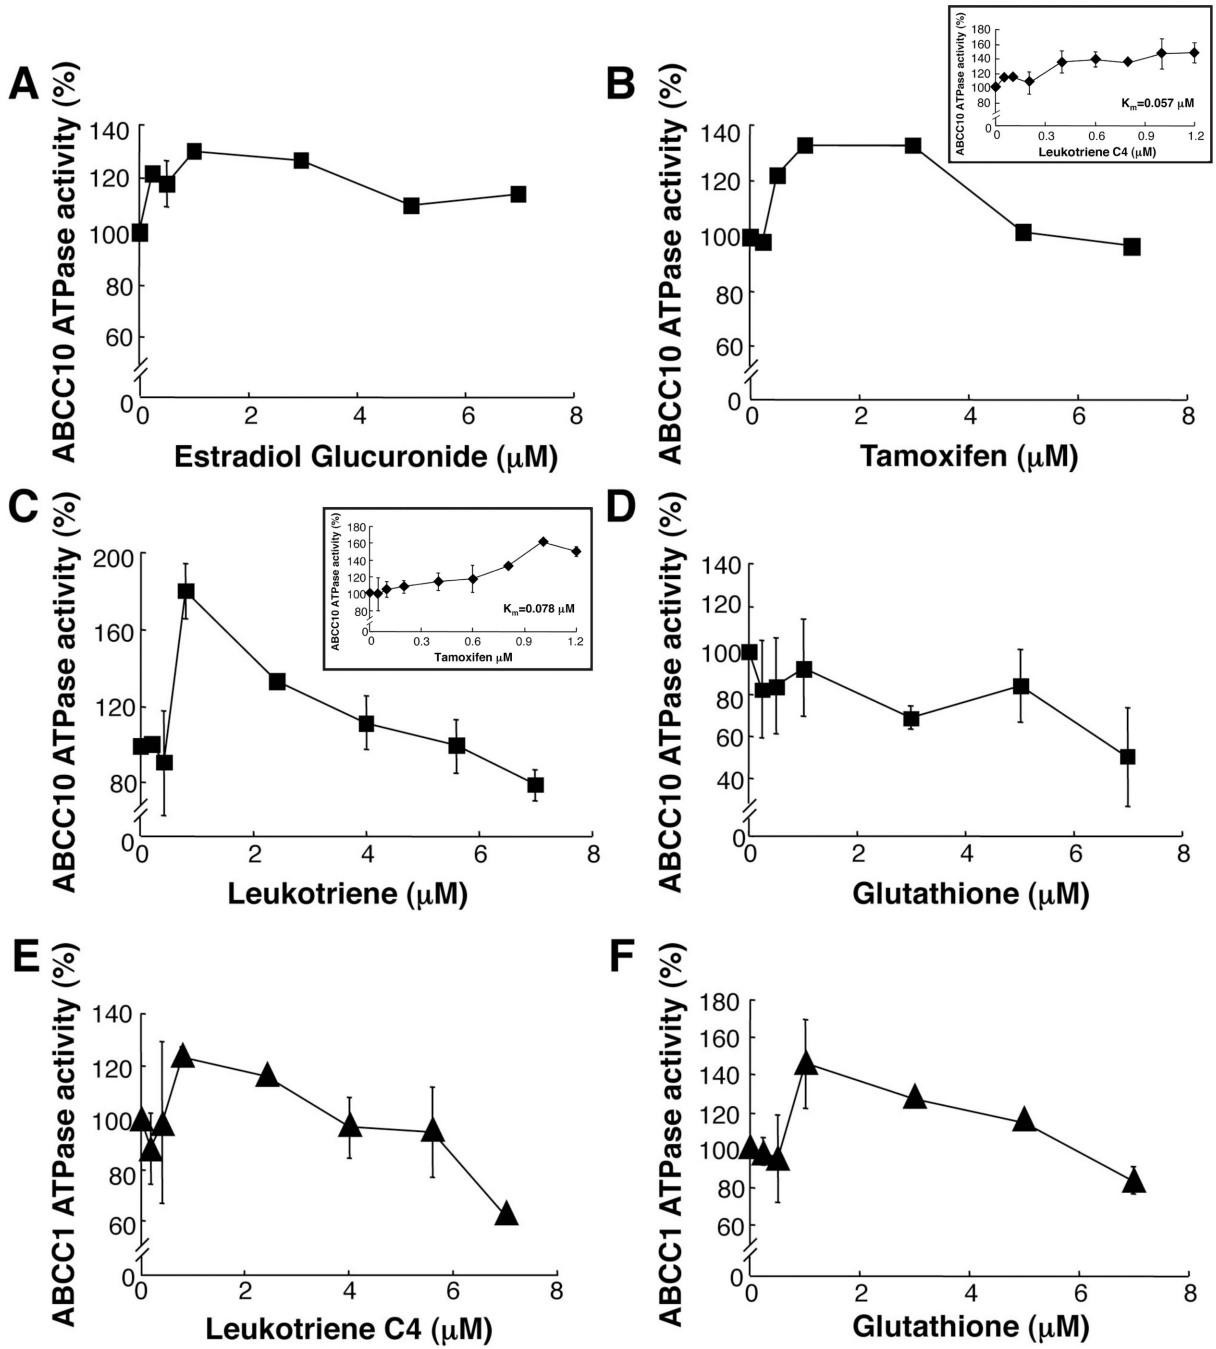 A
ABCC10 ATPase activity (%)
140
120
100
80
60
0
0 2 4 6 8
Estradiol Glucuronide (μM)
B
ABCC10 ATPase activity (%)
140
120
100
80
60
0
0 2 4 6 8
Tamoxifen (μM)
ABCC10 ATPase activity (%)
180
160
140
120
100
80
0
Km=0.057 μM
0 0.3 0.6 0.9 1.2
Leukotriene C4 (μM)
C
ABCC10 ATPase activity (%)
200
160
120
80
0
0 2 4 6 8
Leukotriene (μM)
ABCC10 ATPase activity (%)
180
160
140
120
100
80
0
Km=0.078 μM
0 0.3 0.6 0.9 1.2
Tamoxifen μM
D
ABCC10 ATPase activity (%)
140
120
100
80
60
40
0
0 2 4 6 8
Glutathione (μM)
E
ABCC1 ATPase activity (%)
140
120
100
80
60
0
0 2 4 6 8
Leukotriene C4 (μM)
F
ABCC1 ATPase activity (%)
180
160
140
120
100
80
60
0
0 2 4 6 8
Glutathione (μM)